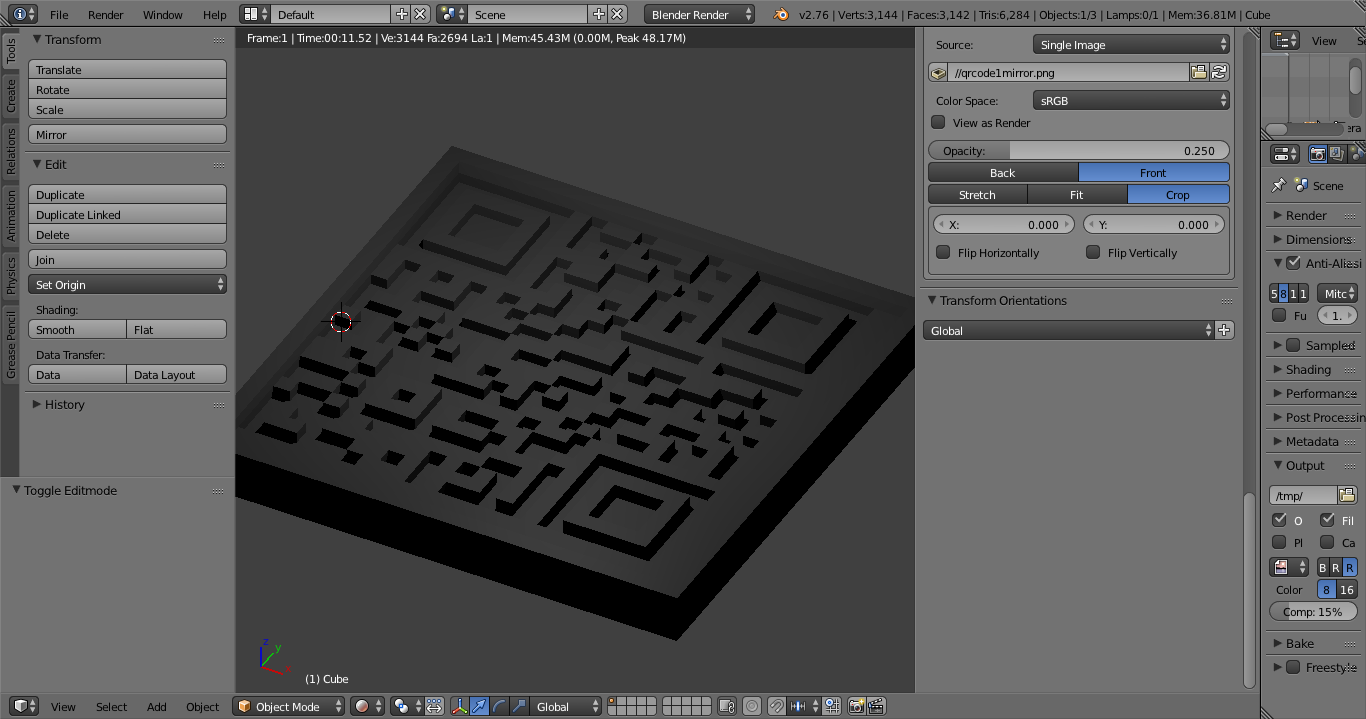 File Render Window Help Default Scene Blender Render v2.76 | Verts:3,144 | Faces:3,142 | Tris:6,284 | Objects:1/3 | Lamps:0/1 | Mem:36.81M | Cube
Tools
Create
Relations
Animation
Physics
Grease Pencil
Transform
Translate
Rotate
Scale
Mirror
Edit
Duplicate
Duplicate Linked
Delete
Join
Set Origin
Shading:
Smooth Flat
Data Transfer:
Data Data Layout
History
Toggle Editmode
Frame:1 | Time:00:11.52 | Ve:3144 Fa:2694 La:1 | Mem:45.43M (0.00M, Peak 48.17M)
z
y
(1) Cube
Source: Single Image
//qrcode1mirror.png
Color Space: sRGB
View as Render
Opacity: 0.250
Back Front
Stretch Fit Crop
X: 0.000 Y: 0.000
Flip Horizontally Flip Vertically
Transform Orientations
Global
View Se
era
Scene
Render
Dimensions
Anti-Aliasi
5 8 1 1 Mitc
Fu 1.
Sampled
Shading
Performance
Post Processin
Metadata
Output
/tmp/
O Fil
Pl Ca
B R R
Color 8 16
Comp: 15%
Bake
Freestyle
View Select Add Object Object Mode Global